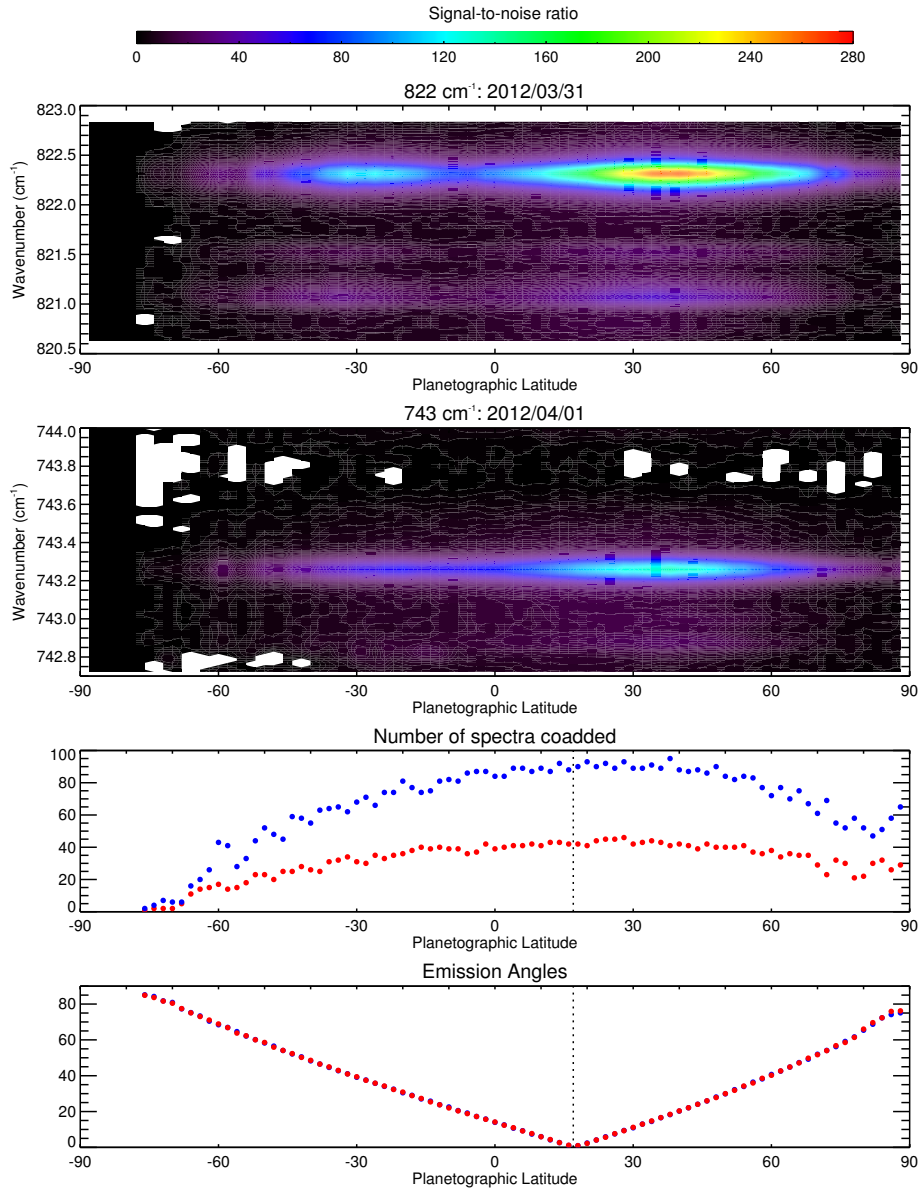 Signal-to-noise ratio
0 40 80 120 160 200 240 280
822 cm⁻¹: 2012/03/31
823.0
822.5
822.0
821.5
821.0
820.5
Wavenumber (cm⁻¹)
-90 -60 -30 0 30 60 90
Planetographic Latitude
743 cm⁻¹: 2012/04/01
744.0
743.8
743.6
743.4
743.2
743.0
742.8
Wavenumber (cm⁻¹)
-90 -60 -30 0 30 60 90
Planetographic Latitude
Number of spectra coadded
100
80
60
40
20
0
-90 -60 -30 0 30 60 90
Planetographic Latitude
Emission Angles
80
60
40
20
0
-90 -60 -30 0 30 60 90
Planetographic Latitude